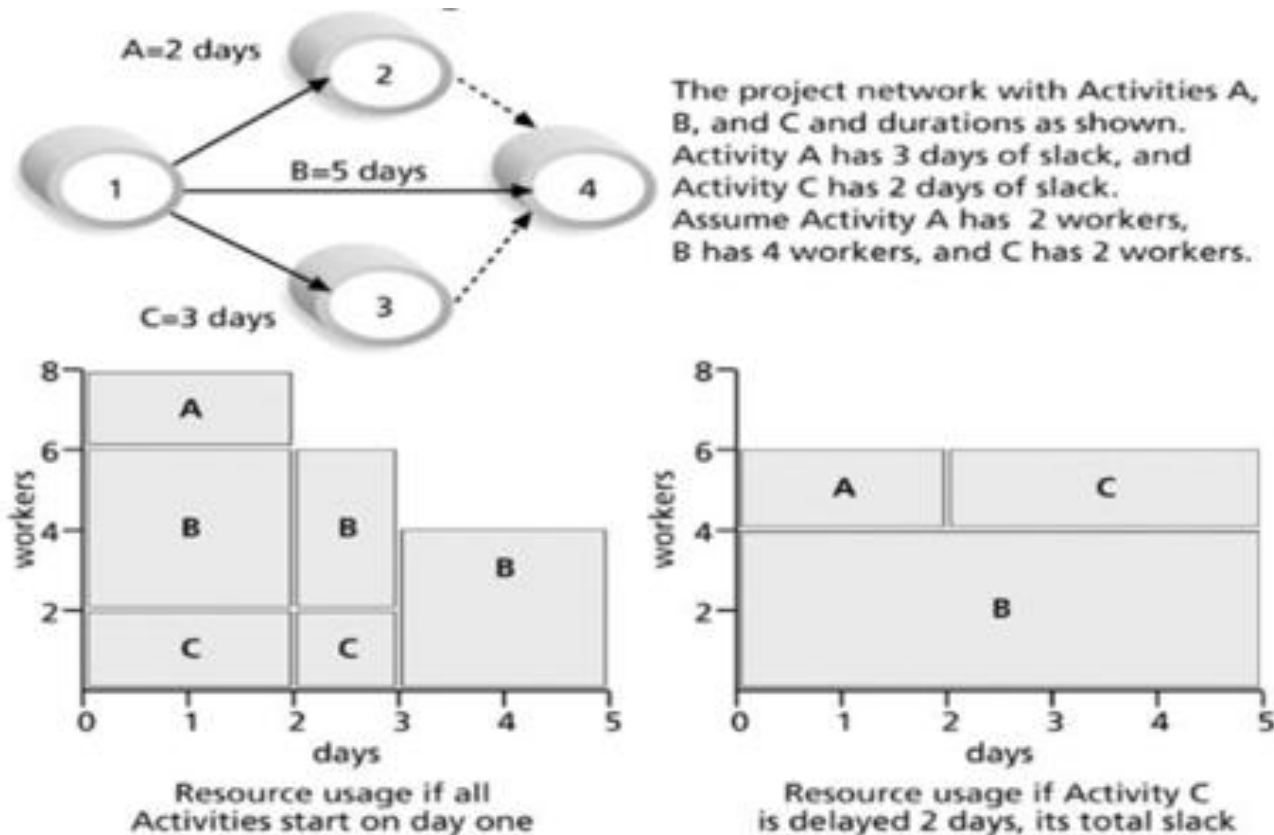 A=2 days
2
The project network with Activities A,
B, and C and durations as shown.
Activity A has 3 days of slack, and
Activity C has 2 days of slack.
Assume Activity A has 2 workers,
B has 4 workers, and C has 2 workers.
1
B=5 days
4
C=3 days
3
8
6
4
2
workers
A
B
B
B
C
C
0 1 2 3 4 5
days
Resource usage if all
Activities start on day one
8
6
4
2
workers
A
C
B
0 1 2 3 4 5
days
Resource usage if Activity C
is delayed 2 days, its total slack